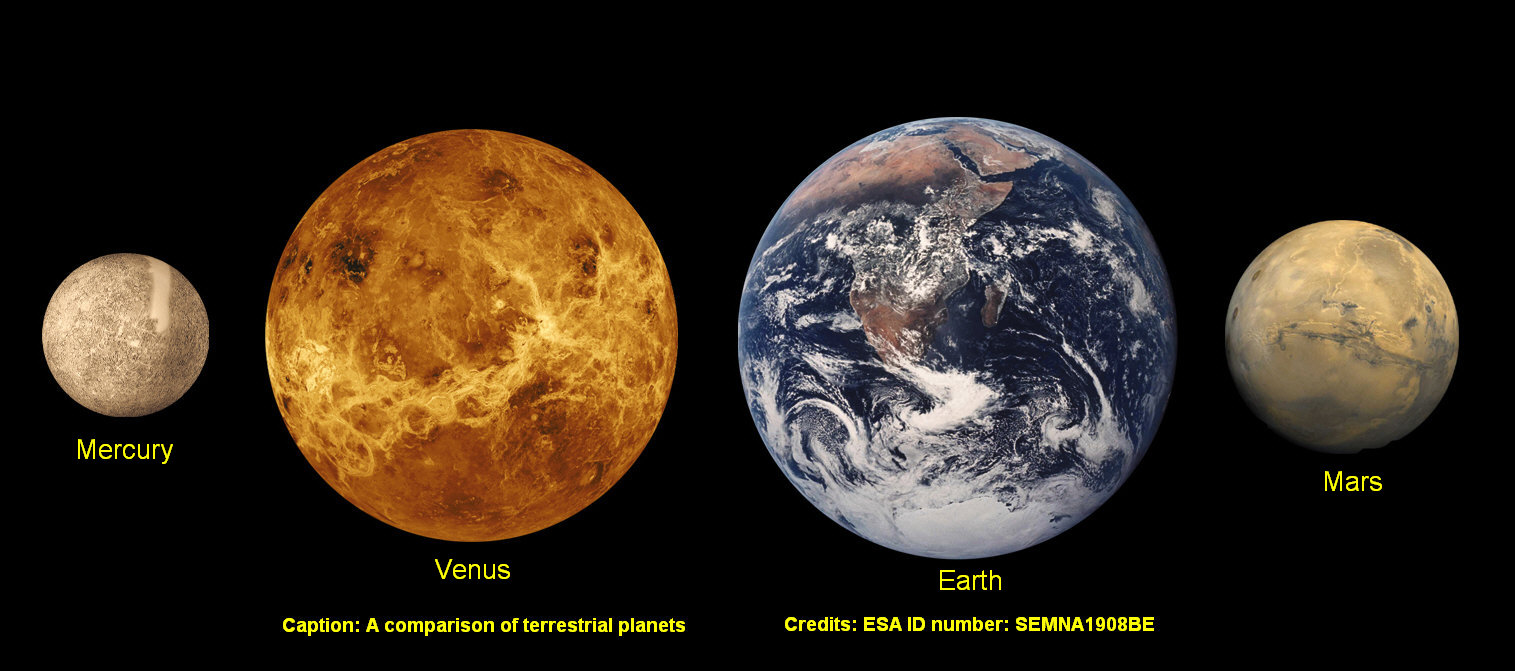 Mercury
Venus
Earth
Mars
Caption: A comparison of terrestrial planets
Credits: ESA ID number: SEMNA1908BE